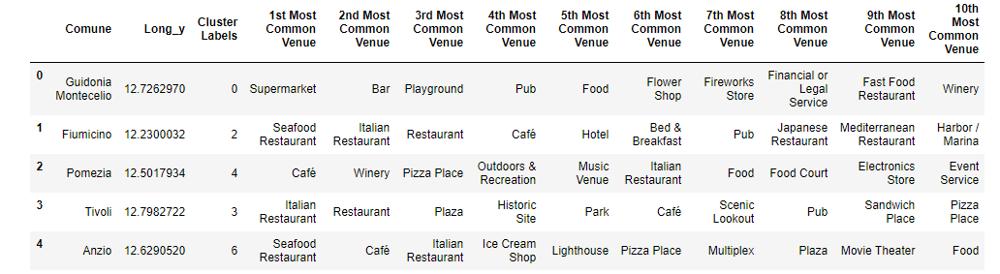 Comune Long_y Cluster Labels 1st Most Common Venue 2nd Most Common Venue 3rd Most Common Venue 4th Most Common Venue 5th Most Common Venue 6th Most Common Venue 7th Most Common Venue 8th Most Common Venue 9th Most Common Venue 10th Most Common Venue
0 Guidonia Montecelio 12.7262970 0 Supermarket Bar Playground Pub Food Flower Shop Fireworks Store Financial or Legal Service Fast Food Restaurant Winery
1 Fiumicino 12.2300032 2 Seafood Restaurant Italian Restaurant Restaurant Café Hotel Bed & Breakfast Pub Japanese Restaurant Mediterranean Restaurant Harbor / Marina
2 Pomezia 12.5017934 4 Café Winery Pizza Place Outdoors & Recreation Music Venue Italian Restaurant Food Food Court Electronics Store Event Service
3 Tivoli 12.7982722 3 Italian Restaurant Restaurant Plaza Historic Site Park Café Scenic Lookout Pub Sandwich Place Pizza Place
4 Anzio 12.6290520 6 Seafood Restaurant Café Italian Restaurant Ice Cream Shop Lighthouse Pizza Place Multiplex Plaza Movie Theater Food